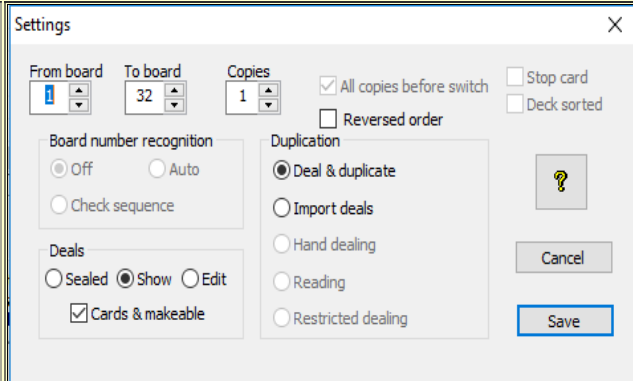 Settings
From board To board Copies
1 32 1
All copies before switch
Stop card
Deck sorted
Reversed order
Board number recognition
Off Auto
Check sequence
Duplication
Deal & duplicate
Import deals
Hand dealing
Reading
Restricted dealing
Deals
Sealed Show Edit
Cards & makeable
?
Cancel
Save